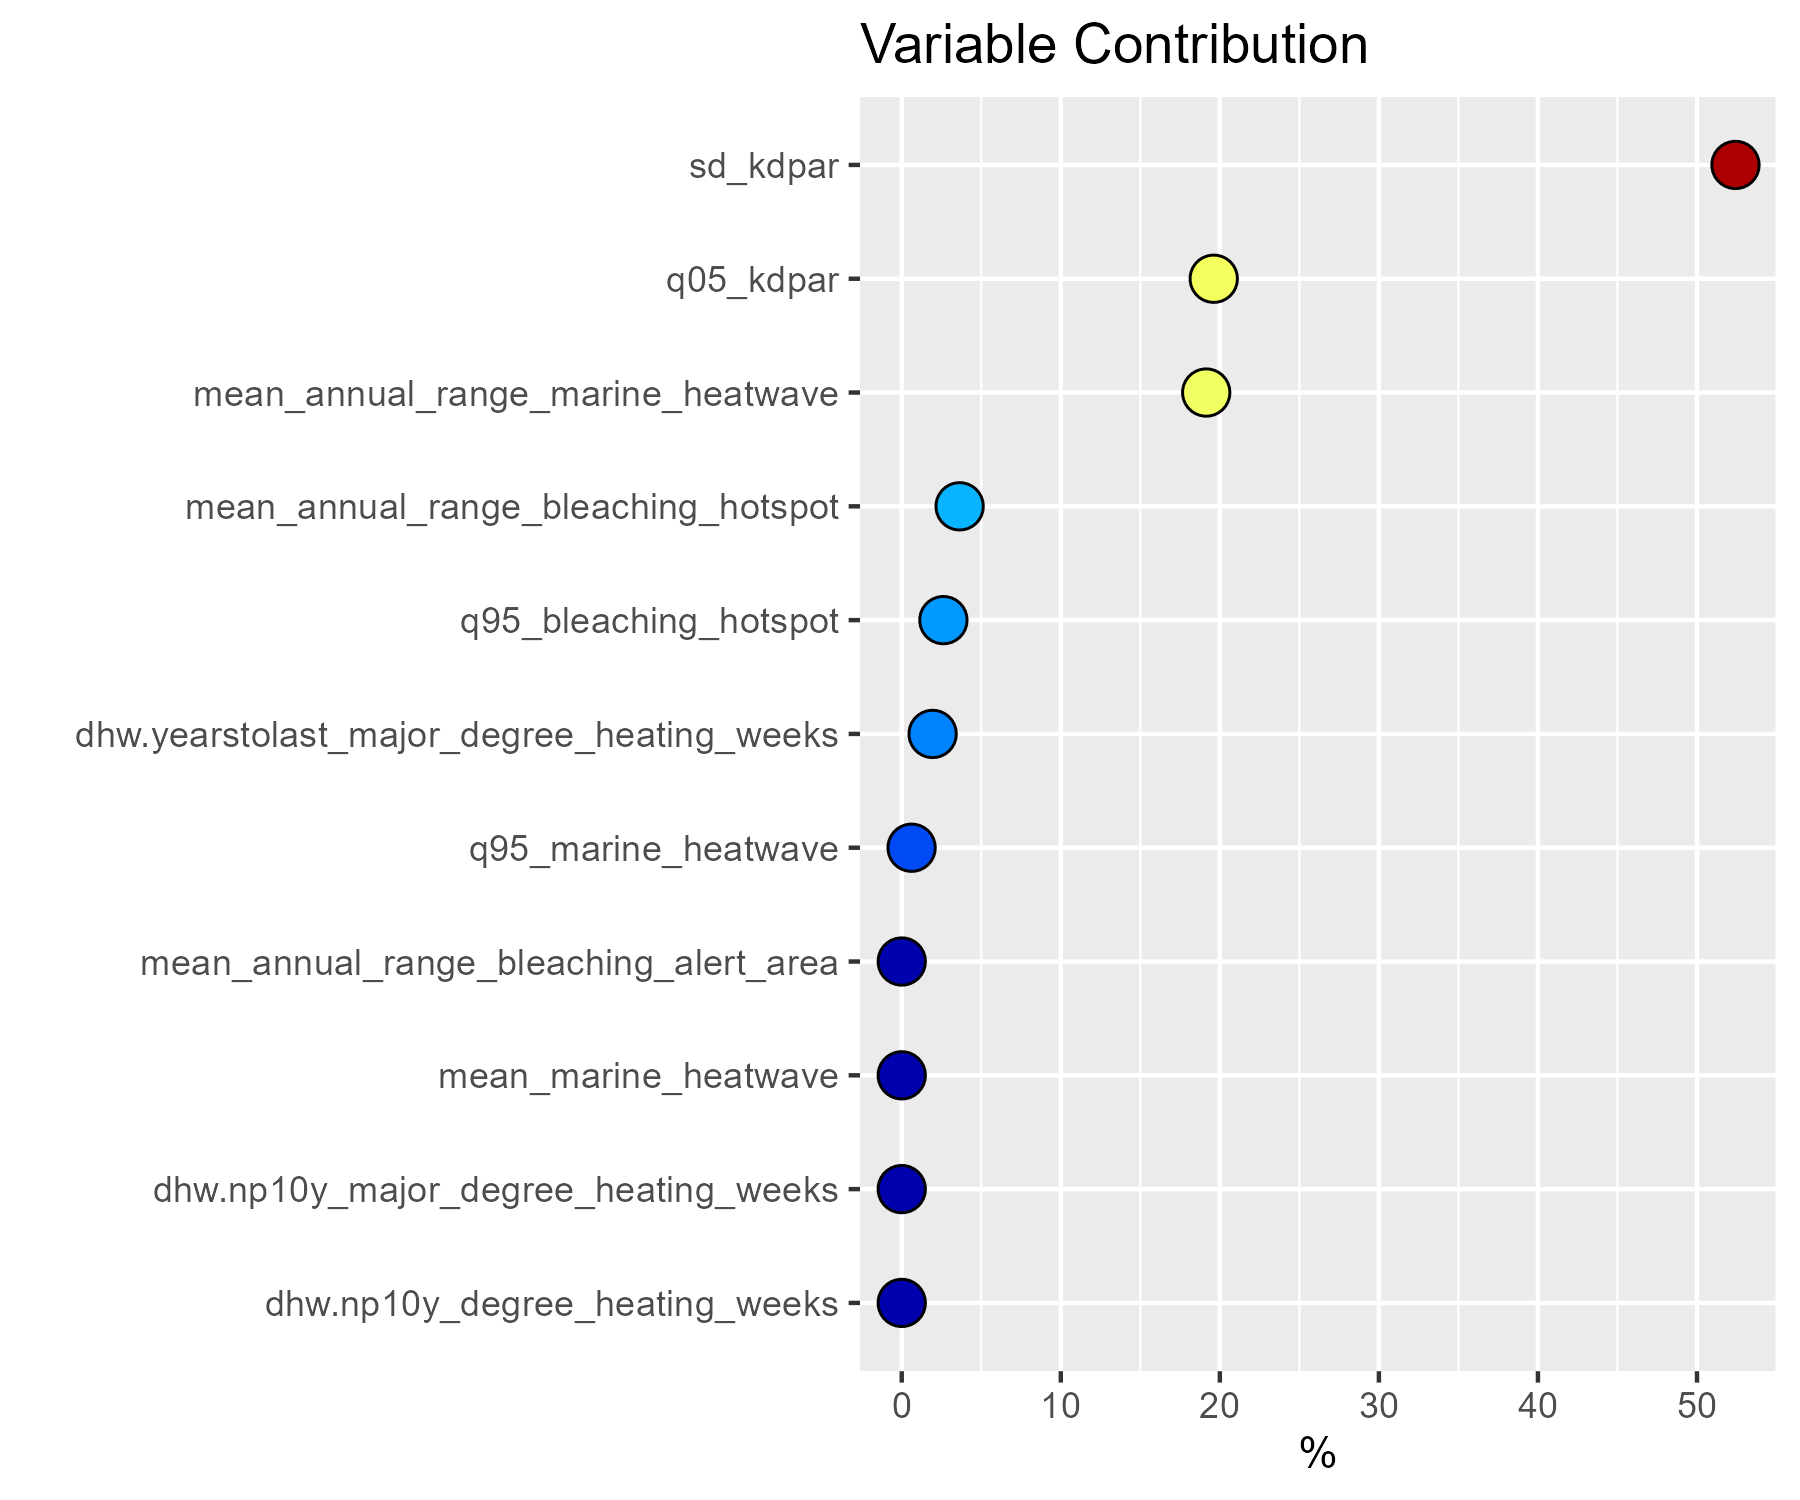 Variable Contribution
sd_kdpar
q05_kdpar
mean_annual_range_marine_heatwave
mean_annual_range_bleaching_hotspot
q95_bleaching_hotspot
dhw.yearstolast_major_degree_heating_weeks
q95_marine_heatwave
mean_annual_range_bleaching_alert_area
mean_marine_heatwave
dhw.np10y_major_degree_heating_weeks
dhw.np10y_degree_heating_weeks
0 10 20 30 40 50
%